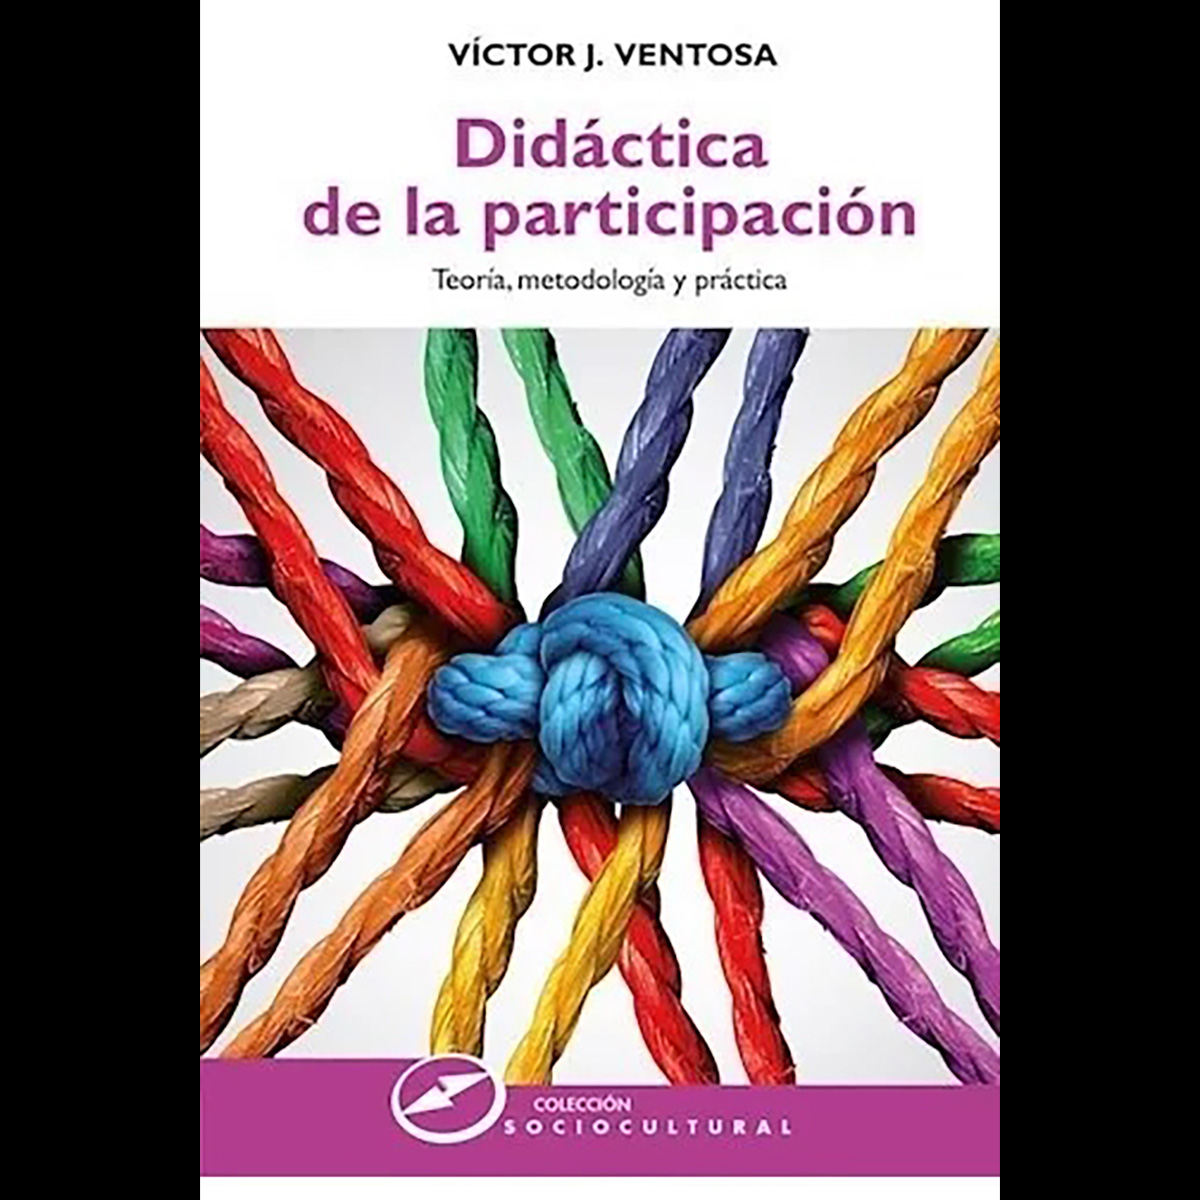 VÍCTOR J. VENTOSA
Didáctica
de la participación
Teoría, metodología y práctica
COLECCIÓN
SOCIOCULTURAL